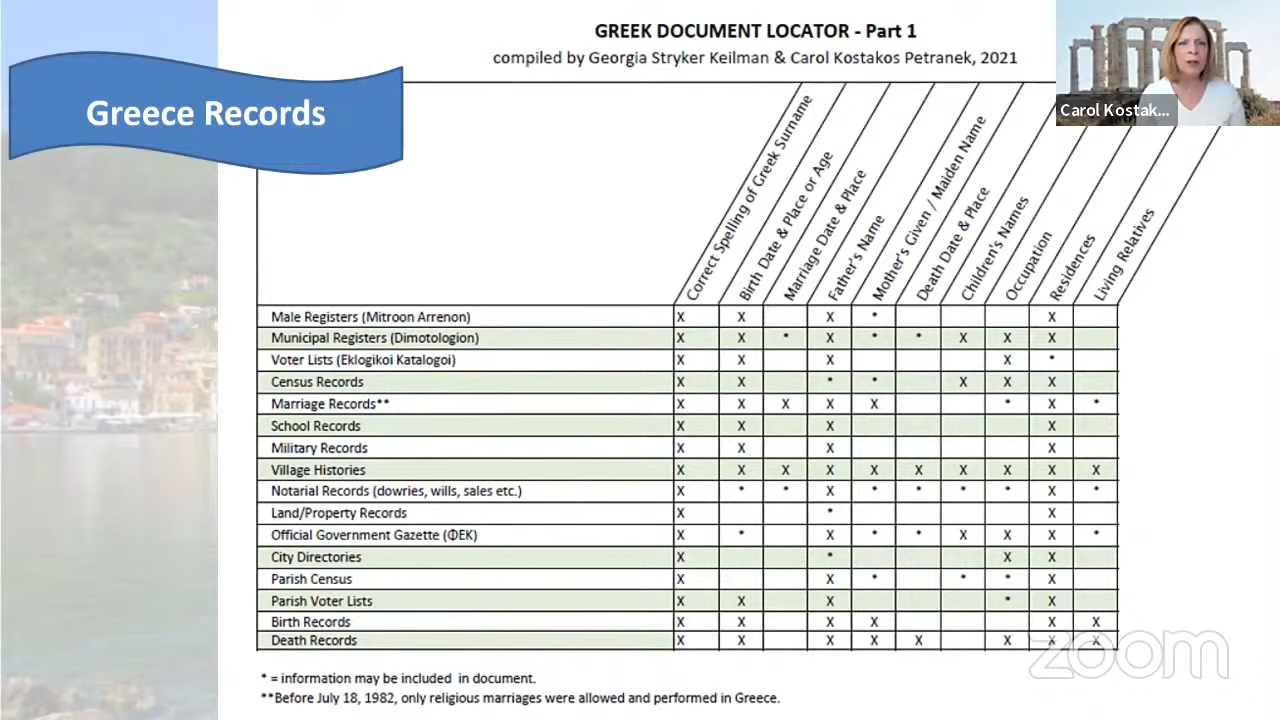 GREEK DOCUMENT LOCATOR - Part 1
compiled by Georgia Stryker Keilman & Carol Kostakos Petranek, 2021
Greece Records
Carol Kostak...
Correct Spelling of Greek Surname
Birth Date & Place or Age
Marriage Date & Place
Father's Name
Mother's Given / Maiden Name
Death Date & Place
Children's Names
Occupation
Residences
Living Relatives
Male Registers (Mitroon Arrenon) X X X * X
Municipal Registers (Dimotologion) X X * X * * X X X
Voter Lists (Eklogikoi Katalogoi) X X X X *
Census Records X X * * X X X
Marriage Records** X X X X X * X *
School Records X X X X
Military Records X X X X
Village Histories X X X X X X X X X X
Notarial Records (dowries, wills, sales etc.) X * * X * * * * X *
Land/Property Records X * X
Official Government Gazette (ΦΕΚ) X * X * * X X X *
City Directories X * X X
Parish Census X X * * * X
Parish Voter Lists X X X * X
Birth Records X X X X X X
Death Records X X X X X X X X
zoom
* = information may be included in document.
**Before July 18, 1982, only religious marriages were allowed and performed in Greece.